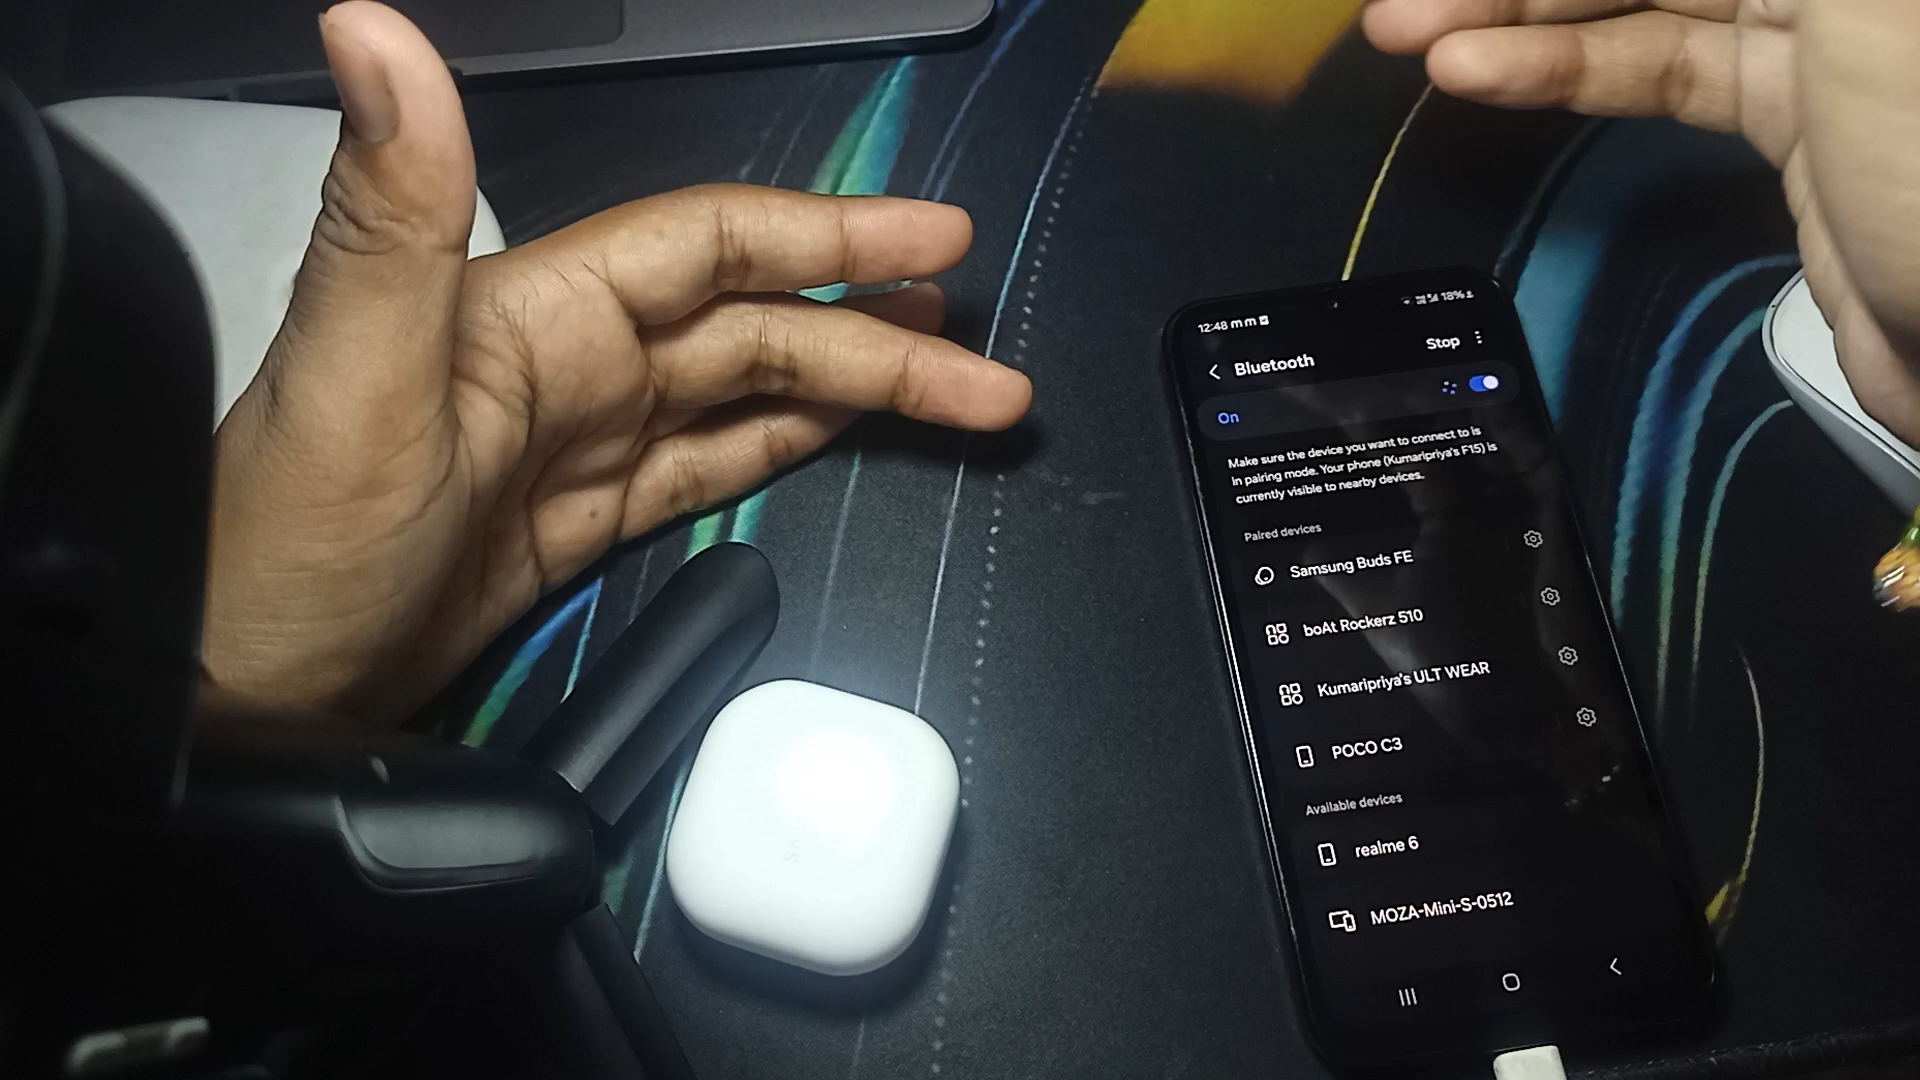 12:48 m m
18%
Bluetooth
Stop
On
Make sure the device you want to connect to is
in pairing mode. Your phone (Kumaripriya's F15) is
currently visible to nearby devices.
Paired devices
Samsung Buds FE
boAt Rockerz 510
Kumaripriya's ULT WEAR
POCO C3
Available devices
realme 6
MOZA-Mini-S-0512